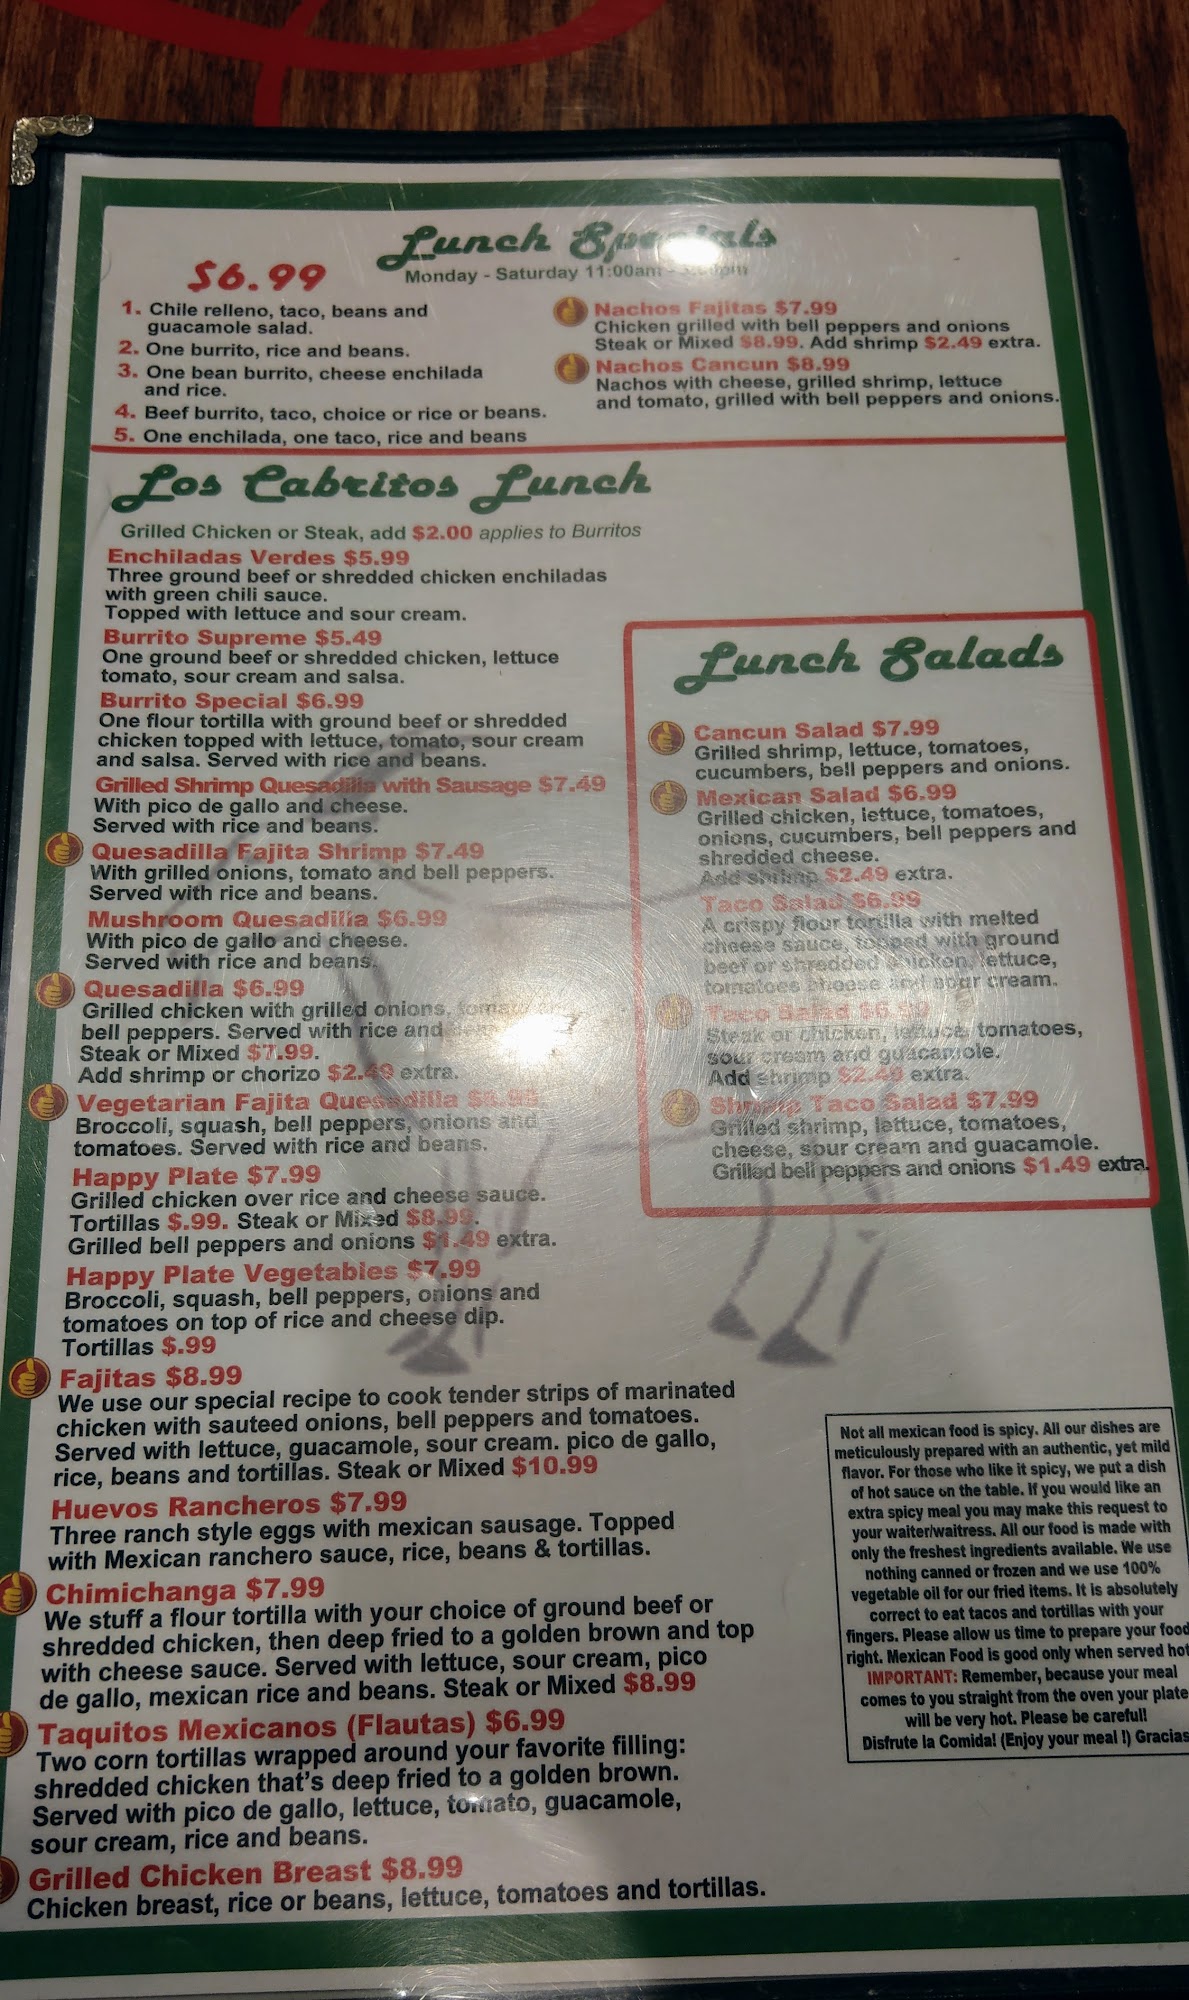 Lunch Specials
Monday - Saturday 11:00am -
$6.99
1. Chile relleno, taco, beans and
guacamole salad.
2. One burrito, rice and beans.
3. One bean burrito, cheese enchilada
and rice.
4. Beef burrito, taco, choice or rice or beans.
5. One enchilada, one taco, rice and beans
Nachos Fajitas $7.99
Chicken grilled with bell peppers and onions
Steak or Mixed $8.99. Add shrimp $2.49 extra.
Nachos Cancun $8.99
Nachos with cheese, grilled shrimp, lettuce
and tomato, grilled with bell peppers and onions.
Los Cabritos Lunch
Grilled Chicken or Steak, add $2.00 applies to Burritos
Enchiladas Verdes $5.99
Three ground beef or shredded chicken enchiladas
with green chili sauce.
Topped with lettuce and sour cream.
Burrito Supreme $5.49
One ground beef or shredded chicken, lettuce
tomato, sour cream and salsa.
Burrito Special $6.99
One flour tortilla with ground beef or shredded
chicken topped with lettuce, tomato, sour cream
and salsa. Served with rice and beans.
Grilled Shrimp Quesadilla with Sausage $7.49
With pico de gallo and cheese.
Served with rice and beans.
Quesadilla Fajita Shrimp $7.49
With grilled onions, tomato and bell peppers.
Served with rice and beans.
Mushroom Quesadilla $6.99
With pico de gallo and cheese.
Served with rice and beans.
Quesadilla $6.99
Grilled chicken with grilled onions,
bell peppers. Served with rice and
Steak or Mixed $7.99.
Add shrimp or chorizo $2.49 extra.
Vegetarian Fajita Quesadilla
Broccoli, squash, bell peppers, onions and
tomatoes. Served with rice and beans.
Happy Plate $7.99
Grilled chicken over rice and cheese sauce.
Tortillas $.99. Steak or Mixed $8.99.
Grilled bell peppers and onions $1.49 extra.
Happy Plate Vegetables $7.99
Broccoli, squash, bell peppers, onions and
tomatoes on top of rice and cheese dip.
Tortillas $.99
Fajitas $8.99
We use our special recipe to cook tender strips of marinated
chicken with sauteed onions, bell peppers and tomatoes.
Served with lettuce, guacamole, sour cream. pico de gallo,
rice, beans and tortillas. Steak or Mixed $10.99
Huevos Rancheros $7.99
Three ranch style eggs with mexican sausage. Topped
with Mexican ranchero sauce, rice, beans & tortillas.
Chimichanga $7.99
We stuff a flour tortilla with your choice of ground beef or
shredded chicken, then deep fried to a golden brown and top
with cheese sauce. Served with lettuce, sour cream, pico
de gallo, mexican rice and beans. Steak or Mixed $8.99
Taquitos Mexicanos (Flautas) $6.99
Two corn tortillas wrapped around your favorite filling:
shredded chicken that's deep fried to a golden brown.
Served with pico de gallo, lettuce, tomato, guacamole,
sour cream, rice and beans.
Grilled Chicken Breast $8.99
Chicken breast, rice or beans, lettuce, tomatoes and tortillas.
Lunch Salads
Cancun Salad $7.99
Grilled shrimp, lettuce, tomatoes,
cucumbers, bell peppers and onions.
Mexican Salad $6.99
Grilled chicken, lettuce, tomatoes,
onions, cucumbers, bell peppers and
shredded cheese.
Add shrimp $2.49 extra.
Taco Salad $6.99
A crispy flour tortilla with melted
cheese sauce, topped with ground
beef or shredded chicken, lettuce,
tomatoes cheese and sour cream.
Taco Salad
Steak or chicken, lettuce, tomatoes,
sour cream and guacamole.
Add shrimp $2.49 extra.
Shrimp Taco Salad $7.99
Grilled shrimp, lettuce, tomatoes,
cheese, sour cream and guacamole.
Grilled bell peppers and onions $1.49 extra.
Not all mexican food is spicy. All our dishes are
meticulously prepared with an authentic, yet mild
flavor. For those who like it spicy, we put a dish
of hot sauce on the table. If you would like an
extra spicy meal you may make this request to
your waiter/waitress. All our food is made with
only the freshest ingredients available. We use
nothing canned or frozen and we use 100%
vegetable oil for our fried items. It is absolutely
correct to eat tacos and tortillas with your
fingers. Please allow us time to prepare your food
right. Mexican Food is good only when served hot
IMPORTANT: Remember, because your meal
comes to you straight from the oven your plate
will be very hot. Please be careful!
Disfrute la Comida! (Enjoy your meal !) Gracias